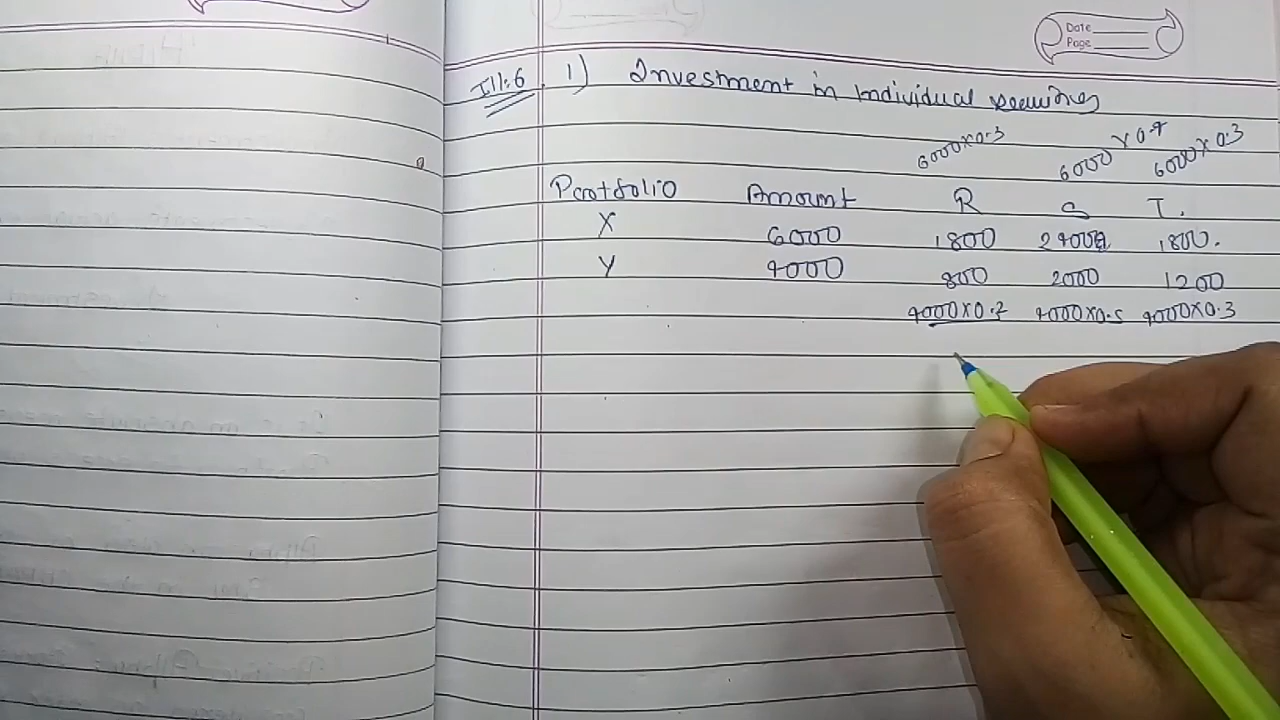 Date
Page
Ill:6 1) Investment in Individual securities
6000×0.3 6000×0.4 6000×0.3
Portfolio Amount R S T.
X 6000 1800 2400 1800.
Y 4000 800 2000 1200
4000×0.2 4000×0.5 4000×0.3